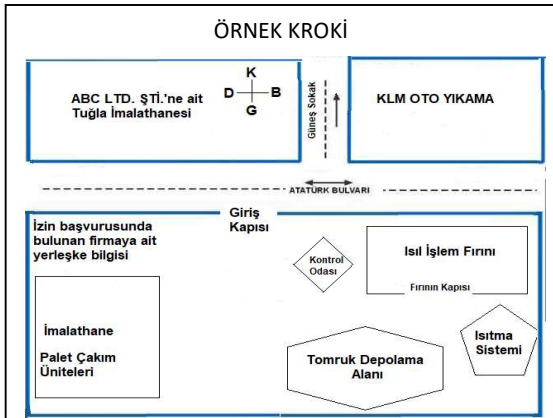 ÖRNEK KROKİ
ABC LTD. ŞTİ.'ne ait
Tuğla İmalathanesi
K
D B
G
Güneş Sokak
KLM OTO YIKAMA
ATATÜRK BULVARI
Giriş
Kapısı
İzin başvurusunda
bulunan firmaya ait
yerleşke bilgisi
Kontrol
Odası
Isıl İşlem Fırını
Fırının Kapısı
İmalathane
Palet Çakım
Üniteleri
Tomruk Depolama
Alanı
Isıtma
Sistemi